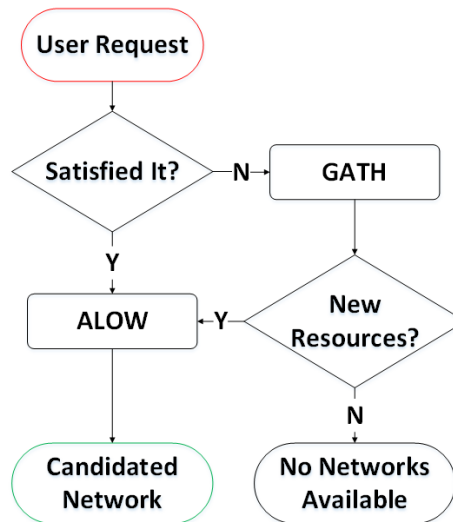 User Request
Satisfied It?
N
GATH
Y
ALOW
Y
New
Resources?
N
Candidated
Network
No Networks
Available